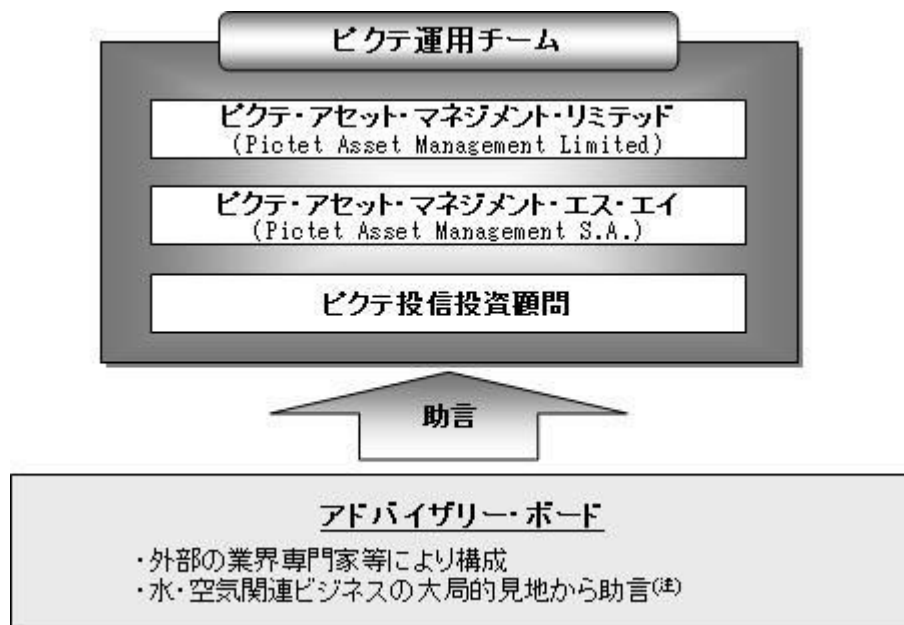 ピクテ運用チーム
ピクテ・アセット・マネジメント・リミテッド
(Pictet Asset Management Limited)
ピクテ・アセット・マネジメント・エス・エイ
(Pictet Asset Management S.A.)
ピクテ投信投資顧問
助言
アドバイザリー・ボード
・外部の業界専門家等により構成
・水・空気関連ビジネスの大局的見地から助言(注)